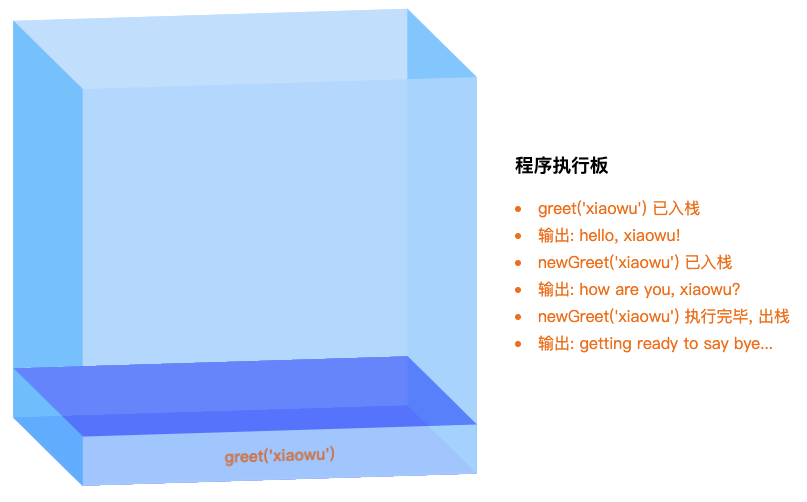 程序执行板
greet('xiaowu') 已入栈
输出: hello, xiaowu!
newGreet('xiaowu') 已入栈
输出: how are you, xiaowu?
newGreet('xiaowu') 执行完毕, 出栈
输出: getting ready to say bye...
greet('xiaowu')